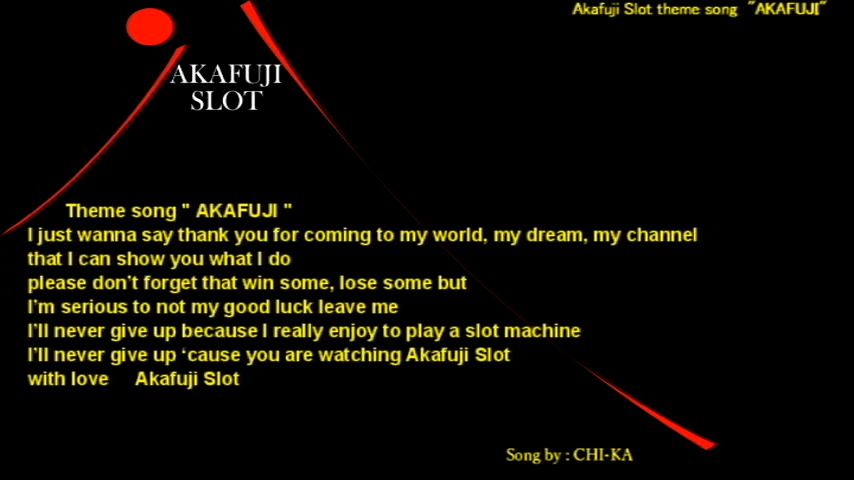 Akafuji Slot theme song "AKAFUJI"
AKAFUJI
SLOT
Theme song " AKAFUJI "
I just wanna say thank you for coming to my world, my dream, my channel
that I can show you what I do
please don't forget that win some, lose some but
I'm serious to not my good luck leave me
I'll never give up because I really enjoy to play a slot machine
I'll never give up ‘cause you are watching Akafuji Slot
with love Akafuji Slot
Song by : CHI-KA